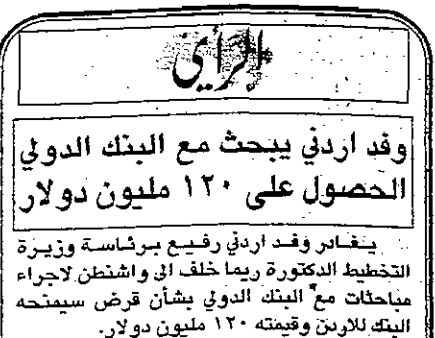 الرأي
وفد اردني يبحث مع البنك الدولي
الحصول على ١٢٠ مليون دولار
يغادر وفد اردني رفيع برئاسة وزيرة
التخطيط الدكتورة ريما خلف الى واشنطن لاجراء
مباحثات مع البنك الدولي بشأن قرض سيمنحه
البنك للاردن وقيمته ١٢٠ مليون دولار.